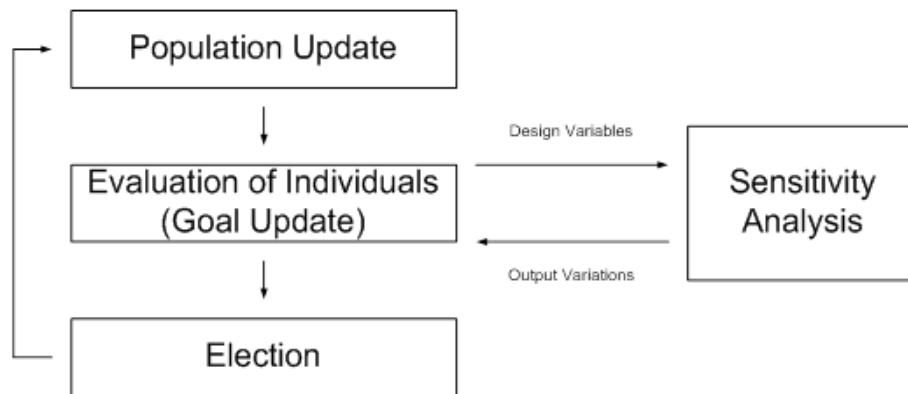 Population Update
Design Variables
Evaluation of Individuals
(Goal Update)
Sensitivity
Analysis
Output Variations
Election